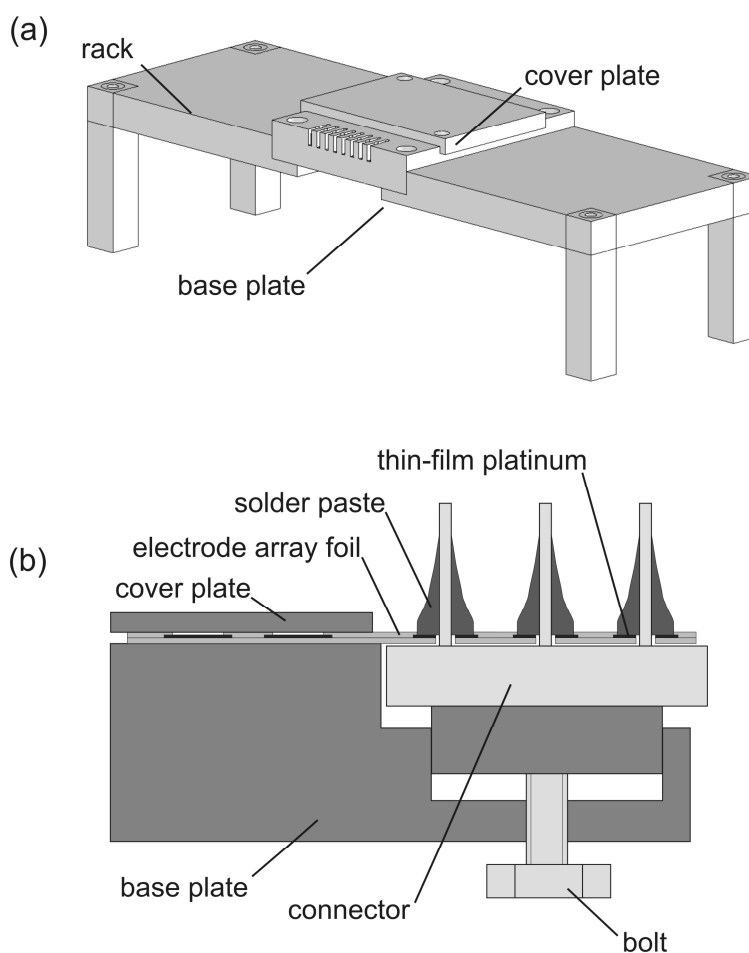 (a)
rack
cover plate
base plate
thin-film platinum
solder paste
electrode array foil
(b)
cover plate
base plate
connector
bolt